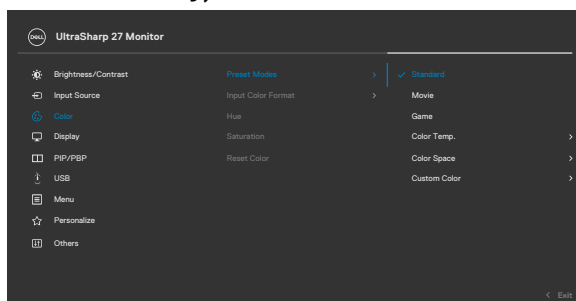 DELL UltraSharp 27 Monitor
Brightness/Contrast Preset Modes > ✓ Standard
Input Source Input Color Format > Movie
Color Hue Game
Display Saturation Color Temp. >
PIP/PBP Reset Color Color Space >
USB Custom Color >
Menu
Personalize
Others
< Exit